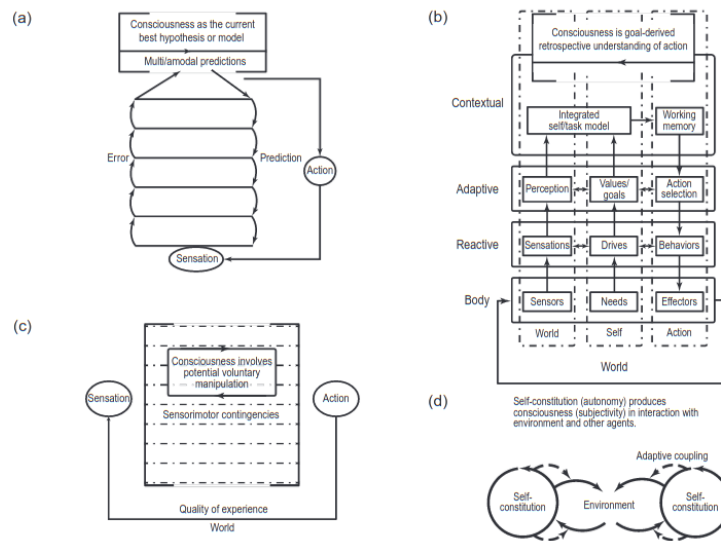 (a)
Consciousness as the current
best hypothesis or model
Multi/amodal predictions
Error
Prediction
Action
Sensation
(b)
Consciousness is goal-derived
retrospective understanding of action
Contextual
Integrated
self/task model
Working
memory
Adaptive
Perception
Values/
goals
Action
selection
Reactive
Sensations
Drives
Behaviors
Body
Sensors
Needs
Effectors
World
Self
Action
World
(c)
Consciousness involves
potential voluntary
manipulation
Sensation
Action
Sensorimotor contingencies
Quality of experience
World
(d)
Self-constitution (autonomy) produces
consciousness (subjectivity) in interaction with
environment and other agents.
Adaptive coupling
Self-
constitution
Environment
Self-
constitution